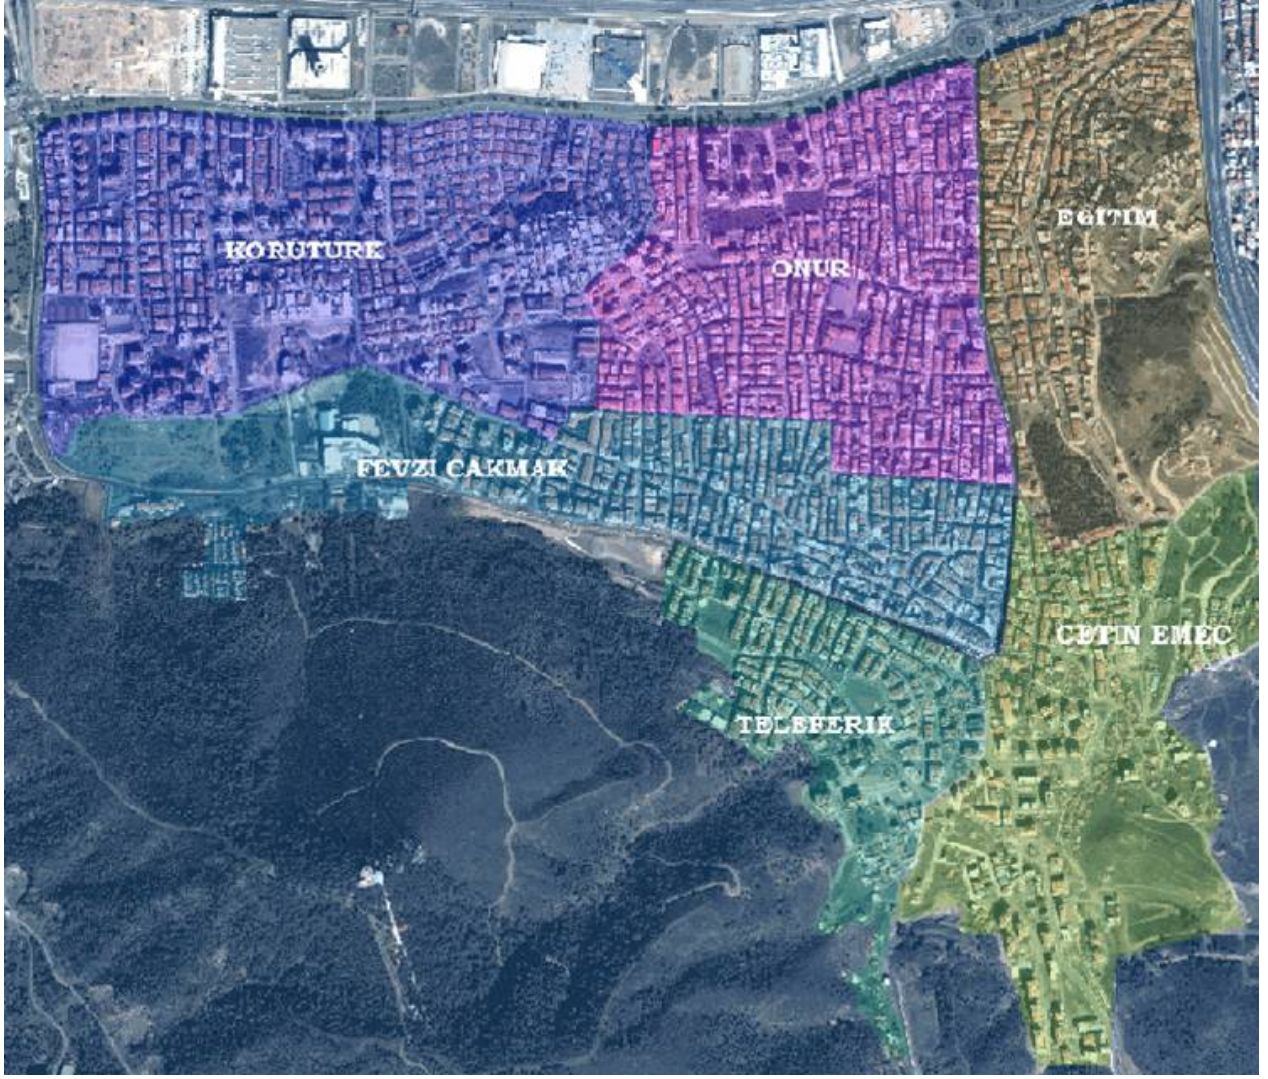 EGITIM
KORUTURK
ONUR
FEVZI CAKMAK
CETIN EMEC
TELEFERIK